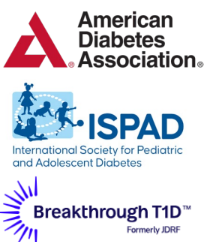 American
Diabetes
Association®
ISPAD
International Society for Pediatric
and Adolescent Diabetes
Breakthrough T1D™
Formerly JDRF